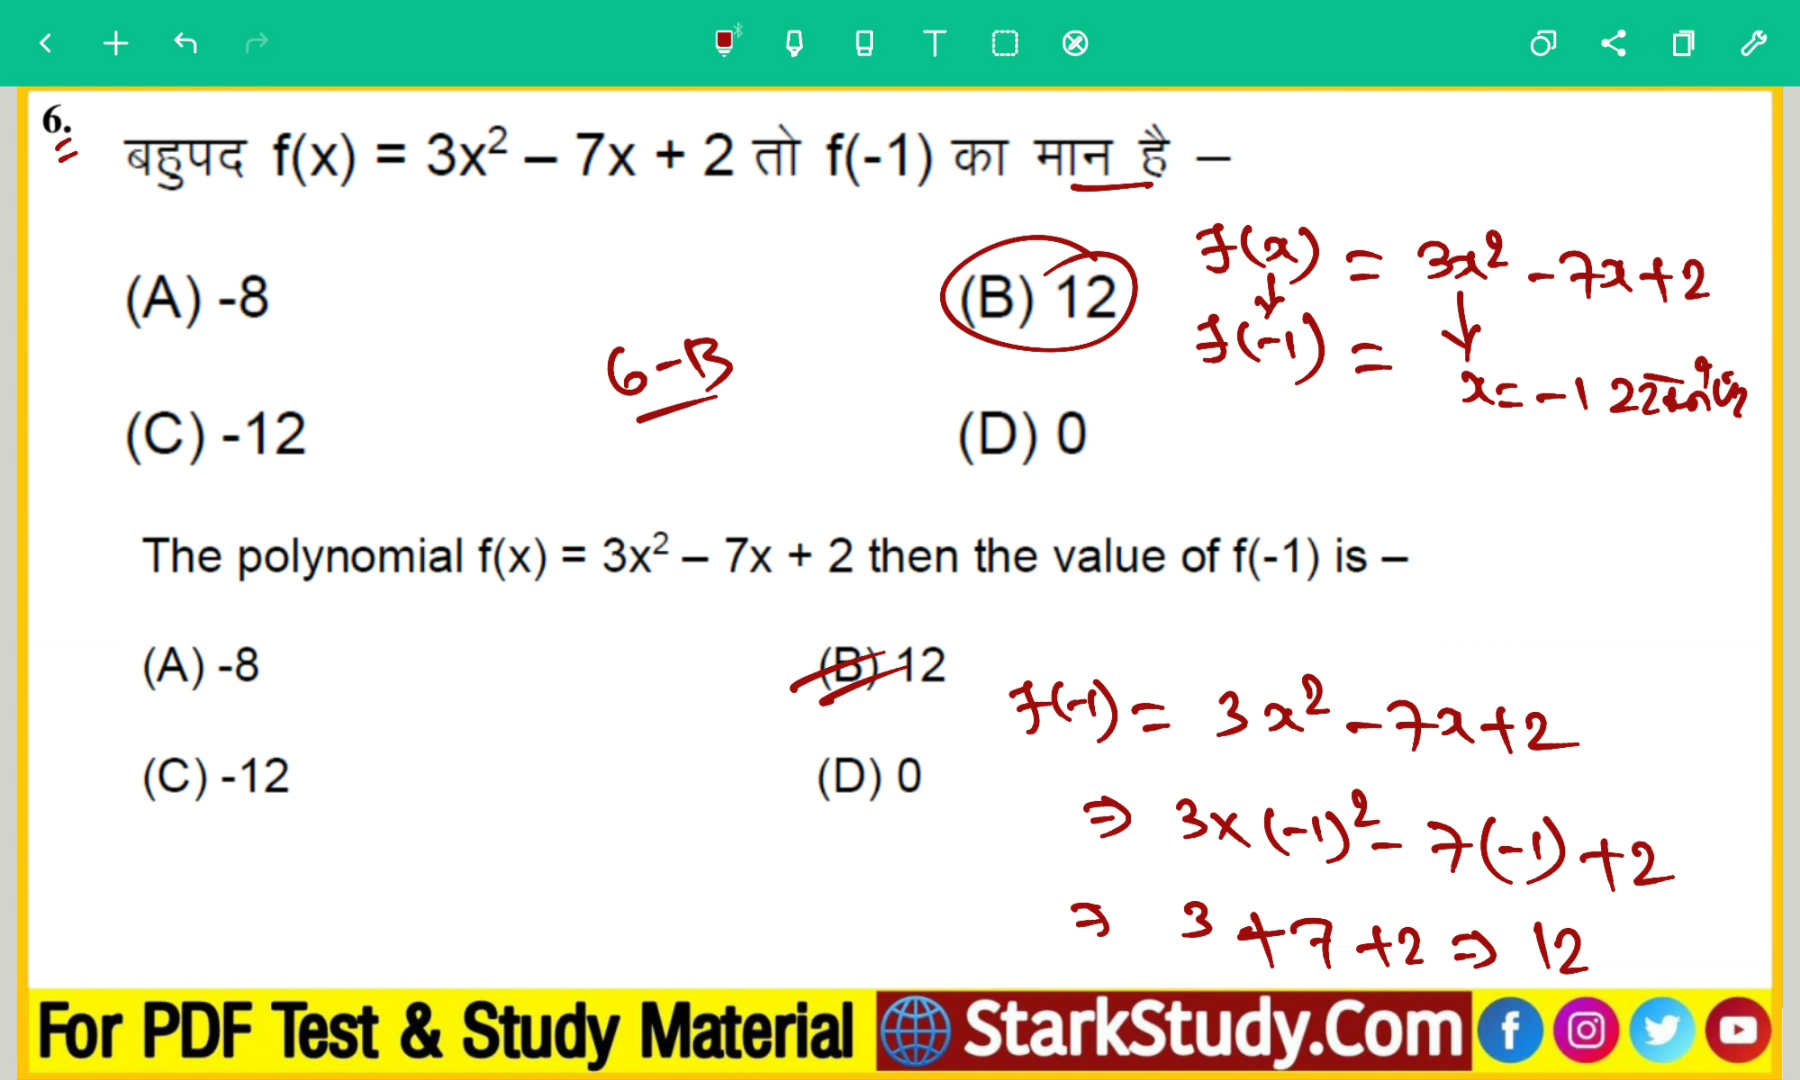 6.
बहुपद f(x) = 3x² – 7x + 2 तो f(-1) का मान है –
(A) -8
(B) 12
(C) -12
(D) 0
6-B
f(x) = 3x² - 7x + 2
f(-1) =
x = -1
The polynomial f(x) = 3x² – 7x + 2 then the value of f(-1) is –
(A) -8
(B) 12
(C) -12
(D) 0
f(-1) = 3x² - 7x + 2
⇒ 3×(-1)² - 7(-1) + 2
⇒ 3 + 7 + 2 ⇒ 12
For PDF Test & Study Material StarkStudy.Com